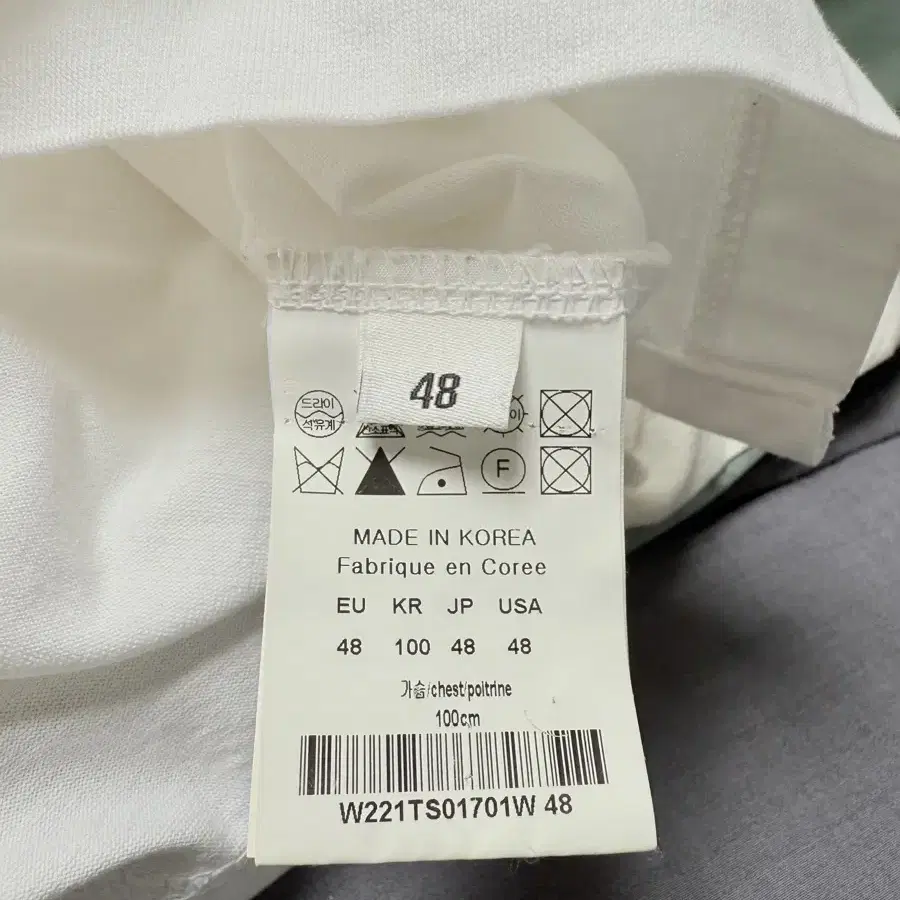 48
드라이
석유계
F
MADE IN KOREA
Fabrique en Coree
EU KR JP USA
48 100 48 48
가슴/chest/poitrine
100cm
W221TS01701W 48